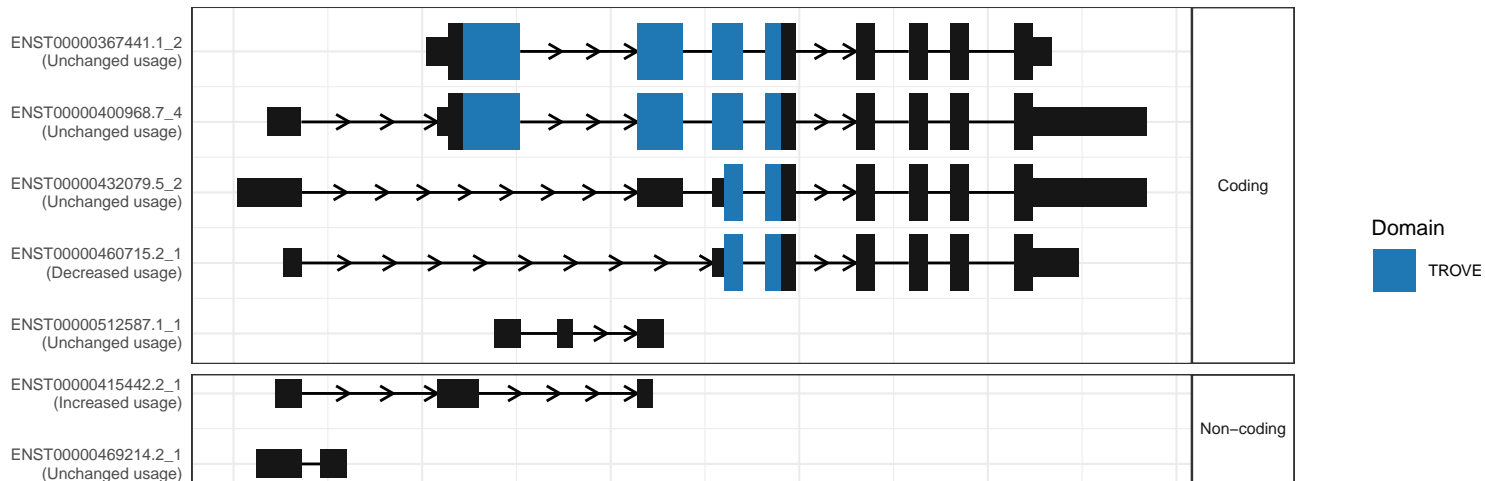 ENST00000367441.1_2
(Unchanged usage)
ENST00000400968.7_4
(Unchanged usage)
ENST00000432079.5_2
(Unchanged usage)
ENST00000460715.2_1
(Decreased usage)
ENST00000512587.1_1
(Unchanged usage)
Coding
ENST00000415442.2_1
(Increased usage)
ENST00000469214.2_1
(Unchanged usage)
Non−coding
Domain
TROVE